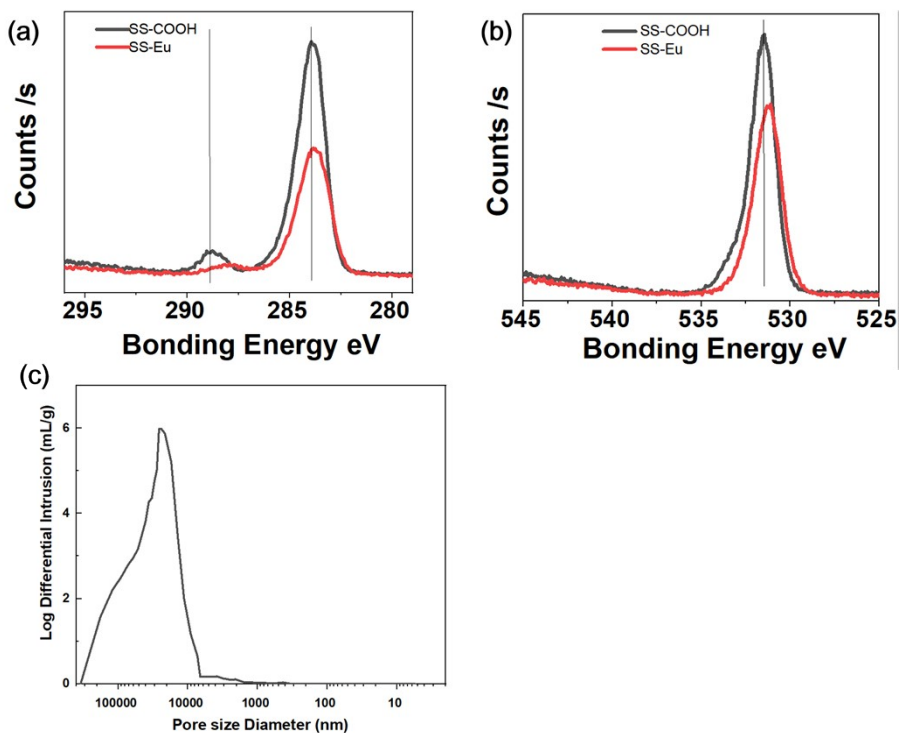 (a)
SS-COOH
SS-Eu
Counts /s
295 290 285 280
Bonding Energy eV
(b)
SS-COOH
SS-Eu
Counts /s
545 540 535 530 525
Bonding Energy eV
(c)
Log Differential Intrusion (mL/g)
6
4
2
0
100000 10000 1000 100 10
Pore size Diameter (nm)